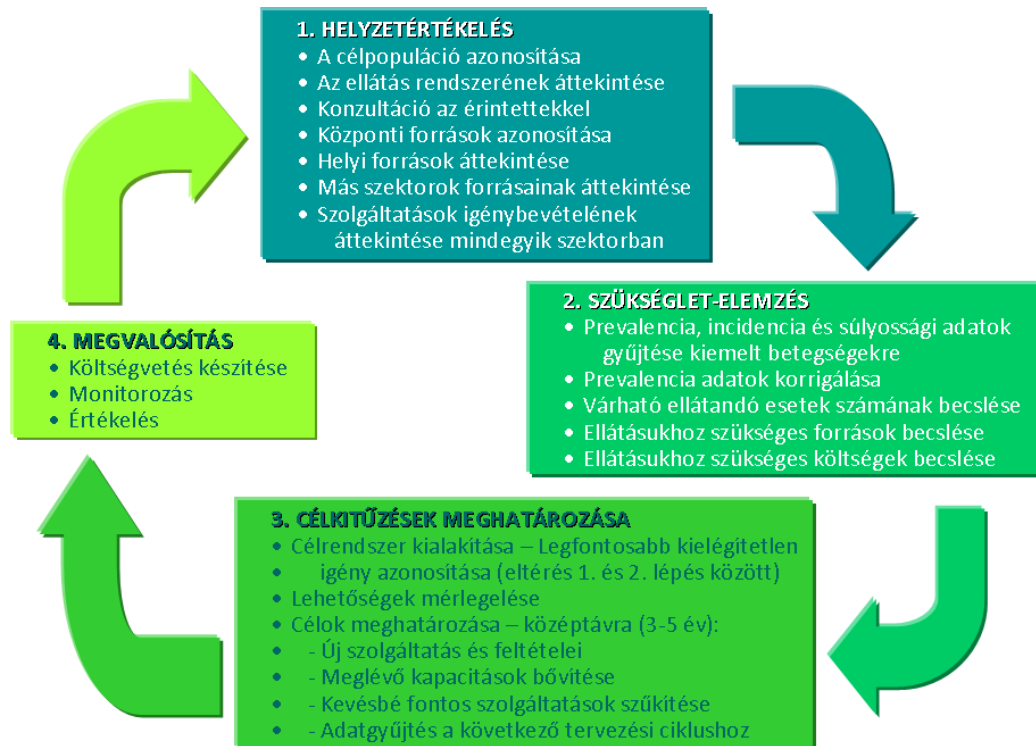 1. HELYZETÉRTÉKELÉS
• A célpopuláció azonosítása
• Az ellátás rendszerének áttekintése
• Konzultáció az érintettekkel
• Központi források azonosítása
• Helyi források áttekintése
• Más szektorok forrásainak áttekintése
• Szolgáltatások igénybevételének
áttekintése mindegyik szektorban
2. SZÜKSÉGLET-ELEMZÉS
• Prevalencia, incidencia és súlyossági adatok
gyűjtése kiemelt betegségekre
• Prevalencia adatok korrigálása
• Várható ellátandó esetek számának becslése
• Ellátásukhoz szükséges források becslése
• Ellátásukhoz szükséges költségek becslése
3. CÉLKITŰZÉSEK MEGHATÁROZÁSA
• Célrendszer kialakítása – Legfontosabb kielégítetlen
• igény azonosítása (eltérés 1. és 2. lépés között)
• Lehetőségek mérlegelése
• Célok meghatározása – középtávra (3-5 év):
• - Új szolgáltatás és feltételei
• - Meglévő kapacitások bővítése
• - Kevésbé fontos szolgáltatások szűkítése
• - Adatgyűjtés a következő tervezési ciklushoz
4. MEGVALÓSÍTÁS
• Költségvetés készítése
• Monitorozás
• Értékelés